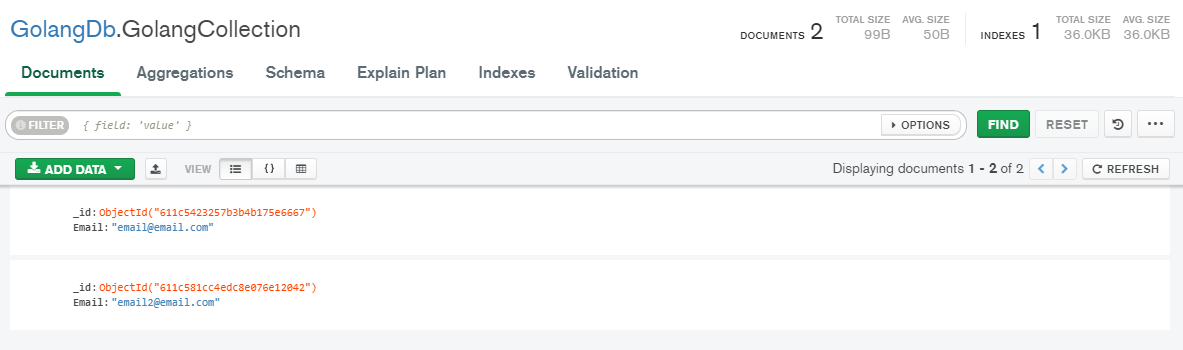 GolangDb.GolangCollection
DOCUMENTS 2 TOTAL SIZE 99B AVG. SIZE 50B INDEXES 1 TOTAL SIZE 36.0KB AVG. SIZE 36.0KB
Documents Aggregations Schema Explain Plan Indexes Validation
FILTER { field: 'value' } OPTIONS FIND RESET ···
ADD DATA VIEW {} Displaying documents 1 - 2 of 2 < > REFRESH
_id: ObjectId("611c5423257b3b4b175e6667")
Email: "email@email.com"
_id: ObjectId("611c581cc4edc8e076e12042")
Email: "email2@email.com"